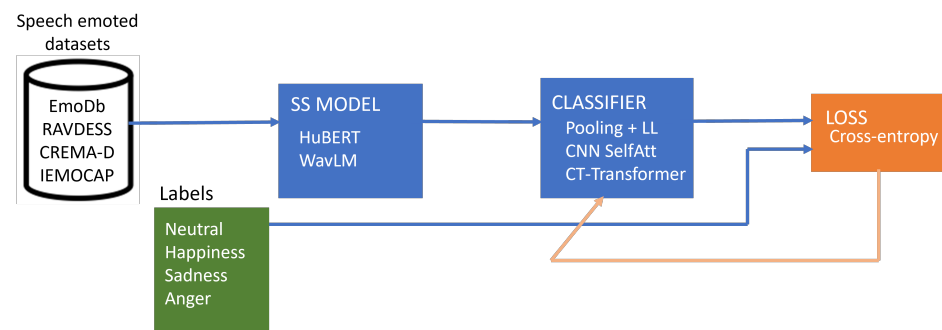 Speech emoted
datasets
EmoDb
RAVDESS
CREMA-D
IEMOCAP
SS MODEL
HuBERT
WavLM
CLASSIFIER
Pooling + LL
CNN SelfAtt
CT-Transformer
LOSS
Cross-entropy
Labels
Neutral
Happiness
Sadness
Anger